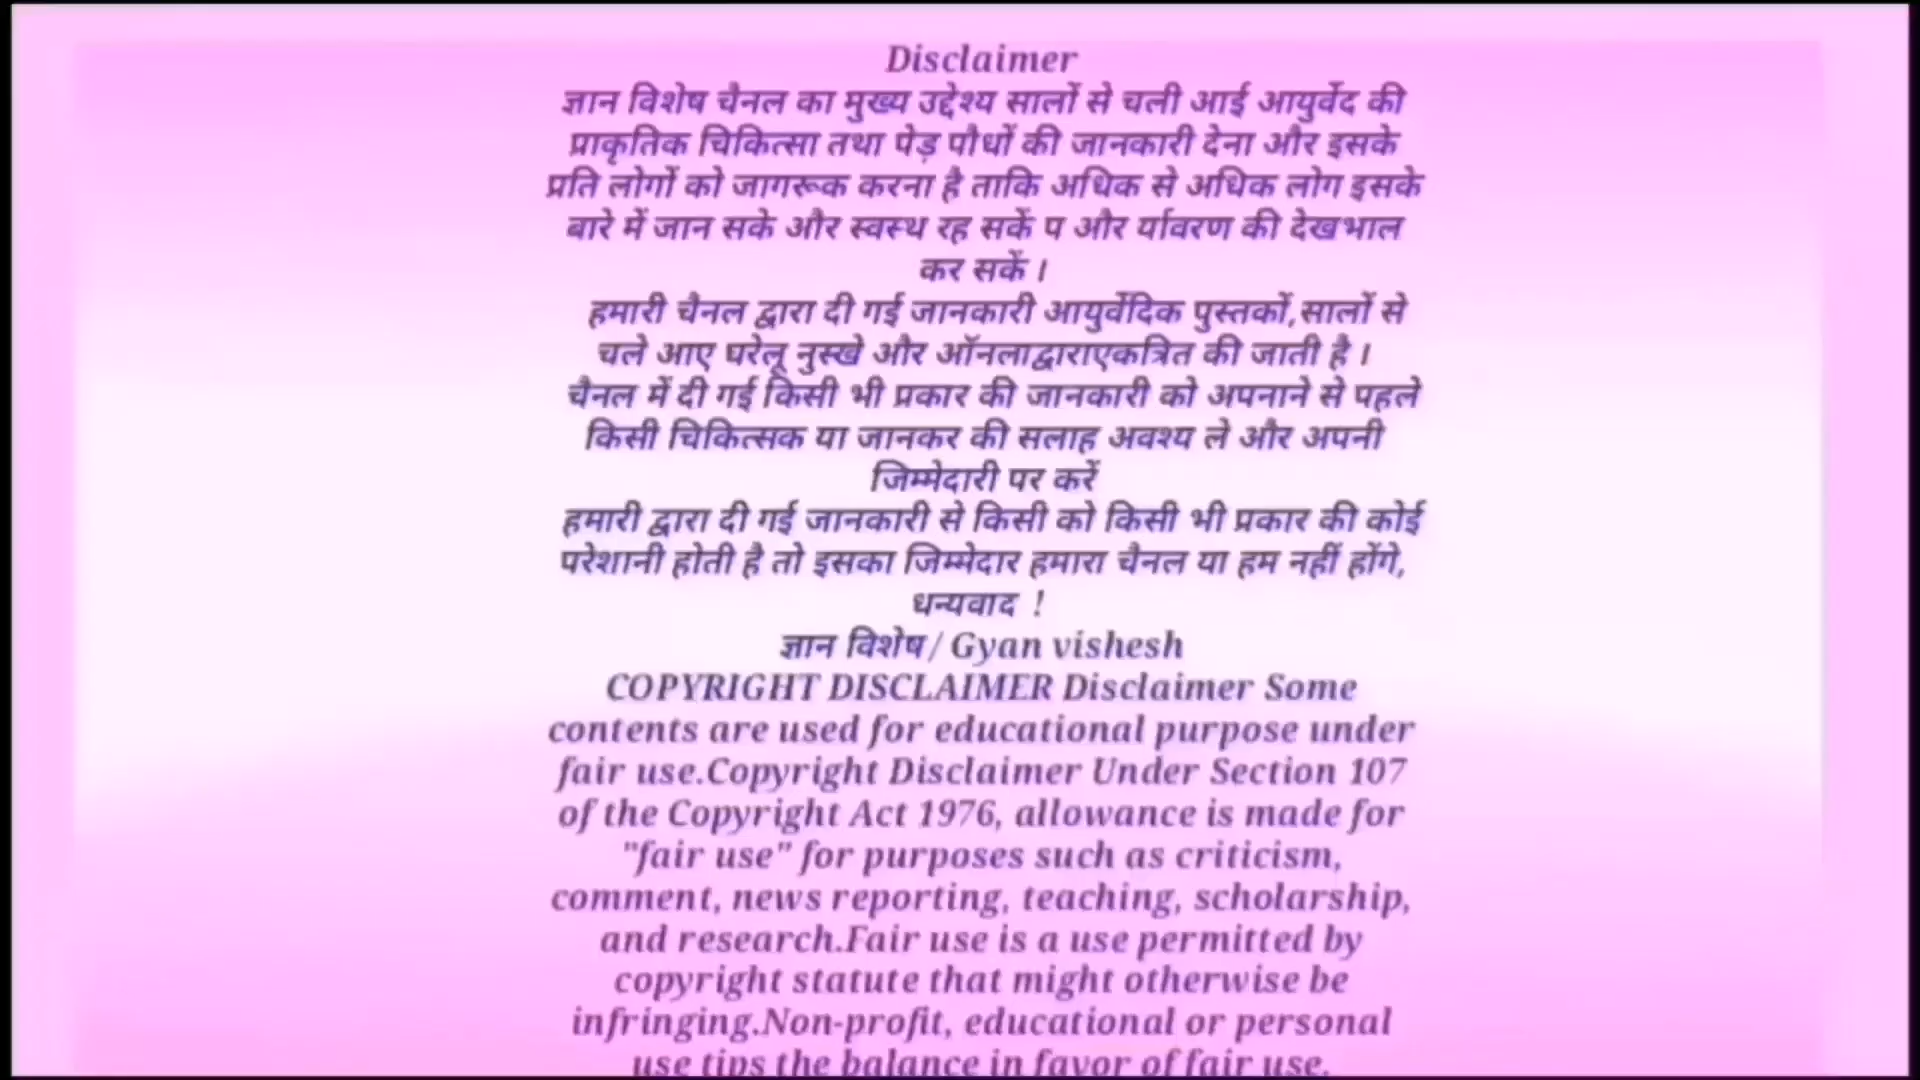 Disclaimer
ज्ञान विशेष चैनल का मुख्य उद्देश्य सालों से चली आई आयुर्वेद की
प्राकृतिक चिकित्सा तथा पेड़ पौधों की जानकारी देना और इसके
प्रति लोगों को जागरूक करना है ताकि अधिक से अधिक लोग इसके
बारे में जान सके और स्वस्थ रह सकें प और र्यावरण की देखभाल
कर सकें ।
हमारी चैनल द्वारा दी गई जानकारी आयुर्वेदिक पुस्तकों,सालों से
चले आए घरेलू नुस्खे और ऑनलाद्वाराएकत्रित की जाती है ।
चैनल में दी गई किसी भी प्रकार की जानकारी को अपनाने से पहले
किसी चिकित्सक या जानकर की सलाह अवश्य ले और अपनी
जिम्मेदारी पर करें
हमारी द्वारा दी गई जानकारी से किसी को किसी भी प्रकार की कोई
परेशानी होती है तो इसका जिम्मेदार हमारा चैनल या हम नहीं होंगे,
धन्यवाद !
ज्ञान विशेष/ Gyan vishesh
COPYRIGHT DISCLAIMER Disclaimer Some
contents are used for educational purpose under
fair use.Copyright Disclaimer Under Section 107
of the Copyright Act 1976, allowance is made for
"fair use" for purposes such as criticism,
comment, news reporting, teaching, scholarship,
and research.Fair use is a use permitted by
copyright statute that might otherwise be
infringing.Non-profit, educational or personal
use tips the balance in favor of fair use.